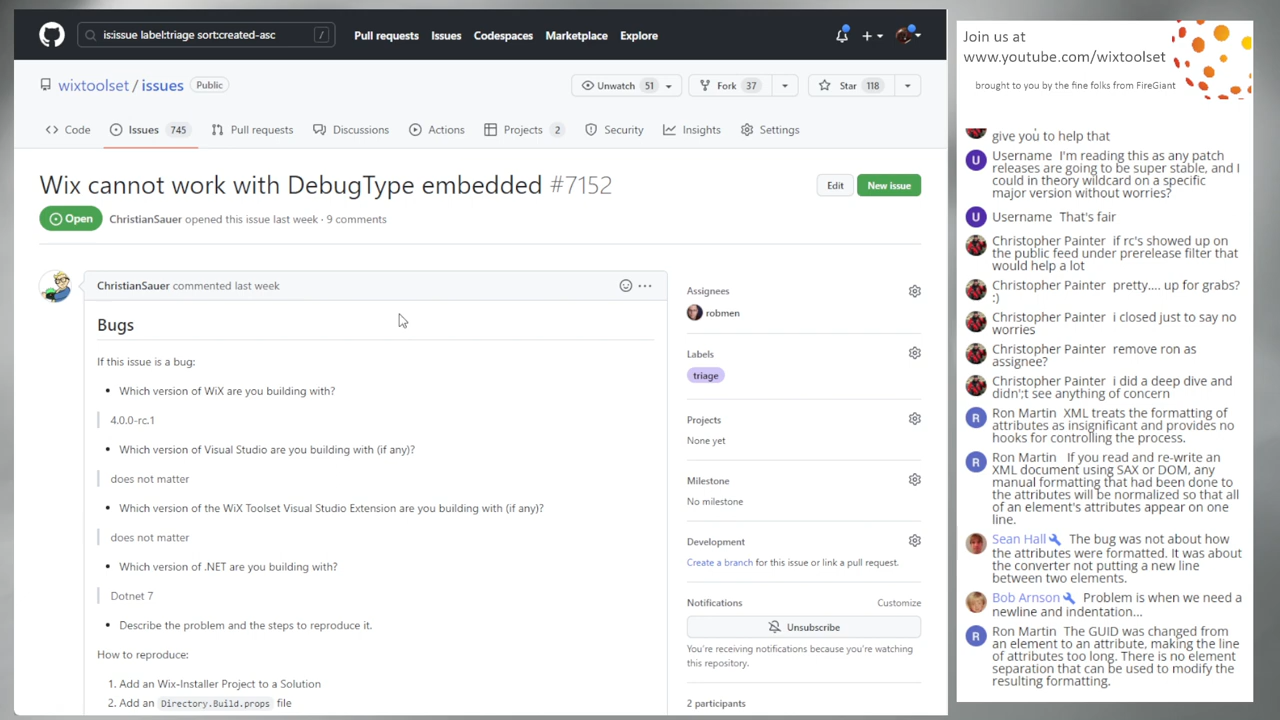 is:issue label:triage sort:created-asc
/
Pull requests
Issues
Codespaces
Marketplace
Explore
wixtoolset / issues
Public
Unwatch 51
Fork 37
Star 118
Code
Issues 745
Pull requests
Discussions
Actions
Projects 2
Security
Insights
Settings
Wix cannot work with DebugType embedded #7152
Edit
New issue
Open
ChristianSauer opened this issue last week · 9 comments
ChristianSauer commented last week
Bugs
If this issue is a bug:
• Which version of WiX are you building with?
4.0.0-rc.1
• Which version of Visual Studio are you building with (if any)?
does not matter
• Which version of the WiX Toolset Visual Studio Extension are you building with (if any)?
does not matter
• Which version of .NET are you building with?
Dotnet 7
• Describe the problem and the steps to reproduce it.
How to reproduce:
1. Add an Wix-Installer Project to a Solution
2. Add an Directory.Build.props file
Assignees
robmen
Labels
triage
Projects
None yet
Milestone
No milestone
Development
Create a branch for this issue or link a pull request.
Notifications
Customize
Unsubscribe
You're receiving notifications because you're watching
this repository.
2 participants
Join us at
www.youtube.com/wixtoolset
brought to you by the fine folks from FireGiant
give you to help that
U
Username I'm reading this as any patch
releases are going to be super stable, and I
could in theory wildcard on a specific
major version without worries?
U
Username That's fair
Christopher Painter if rc's showed up on
the public feed under prerelease filter that
would help a lot
Christopher Painter pretty.... up for grabs?
:)
Christopher Painter i closed just to say no
worries
Christopher Painter remove ron as
assignee?
Christopher Painter i did a deep dive and
didn';t see anything of concern
R
Ron Martin XML treats the formatting of
attributes as insignificant and provides no
hooks for controlling the process.
R
Ron Martin If you read and re-write an
XML document using SAX or DOM, any
manual formatting that had been done to
the attributes will be normalized so that all
of an element's attributes appear on one
line.
Sean Hall The bug was not about how
the attributes were formatted. It was about
the converter not putting a new line
between two elements.
Bob Arnson Problem is when we need a
newline and indentation...
R
Ron Martin The GUID was changed from
an element to an attribute, making the line
of attributes too long. There is no element
separation that can be used to modify the
resulting formatting.